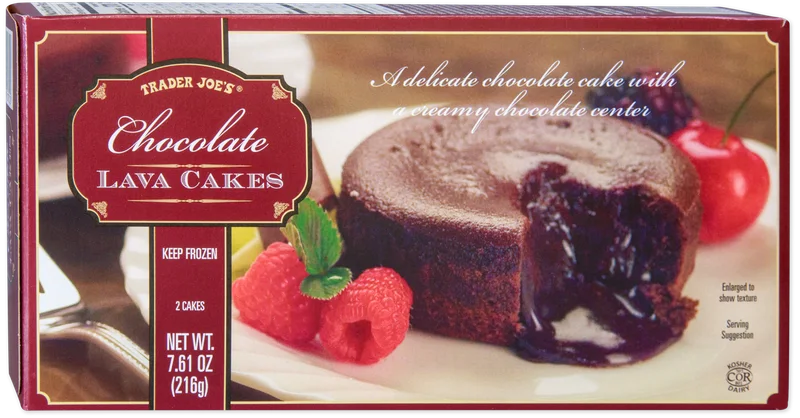 TRADER JOE'S®
Chocolate
LAVA CAKES
KEEP FROZEN
2 CAKES
NET WT.
7.61 OZ
(216g)
A delicate chocolate cake with
a creamy chocolate center
Enlarged to
show texture
Serving
Suggestion
KOSHER
COR
DAIRY